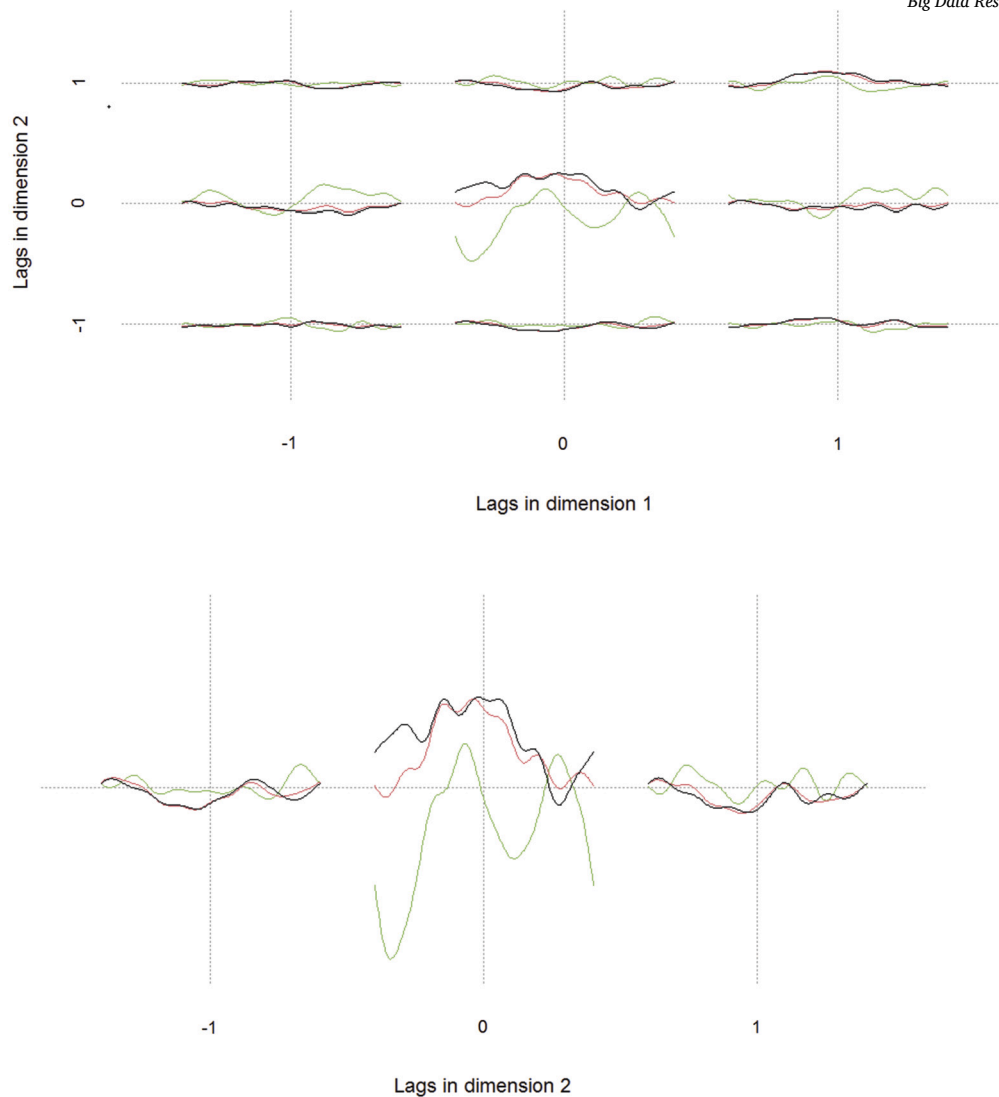 Big Data Res
1
0
-1
Lags in dimension 2
-1 0 1
Lags in dimension 1
-1 0 1
Lags in dimension 2